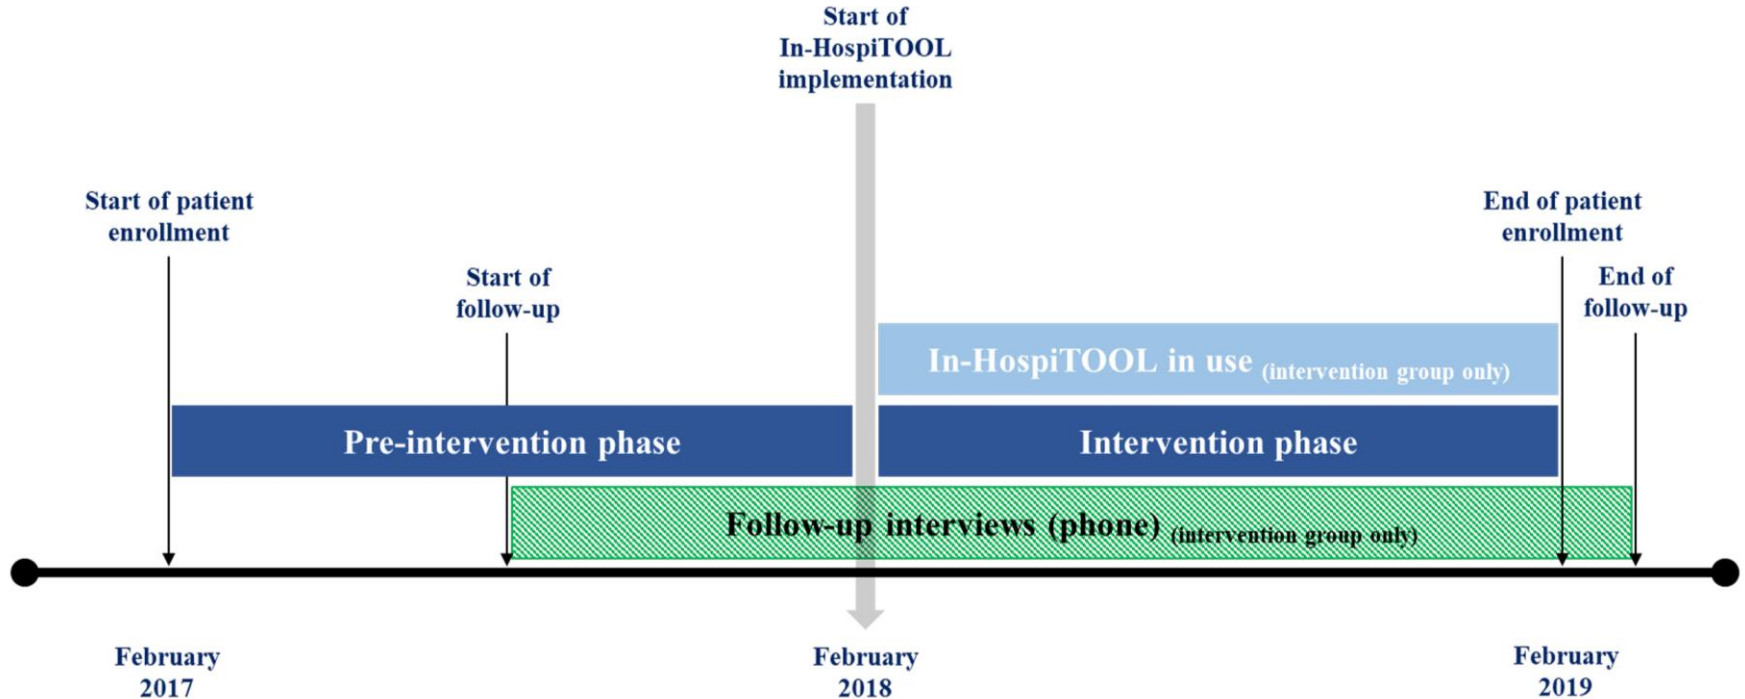 Start of
In-HospiTOOL
implementation
Start of patient
enrollment
End of patient
enrollment
Start of
follow-up
End of
follow-up
In-HospiTOOL in use (intervention group only)
Pre-intervention phase
Intervention phase
Follow-up interviews (phone) (intervention group only)
February
2017
February
2018
February
2019